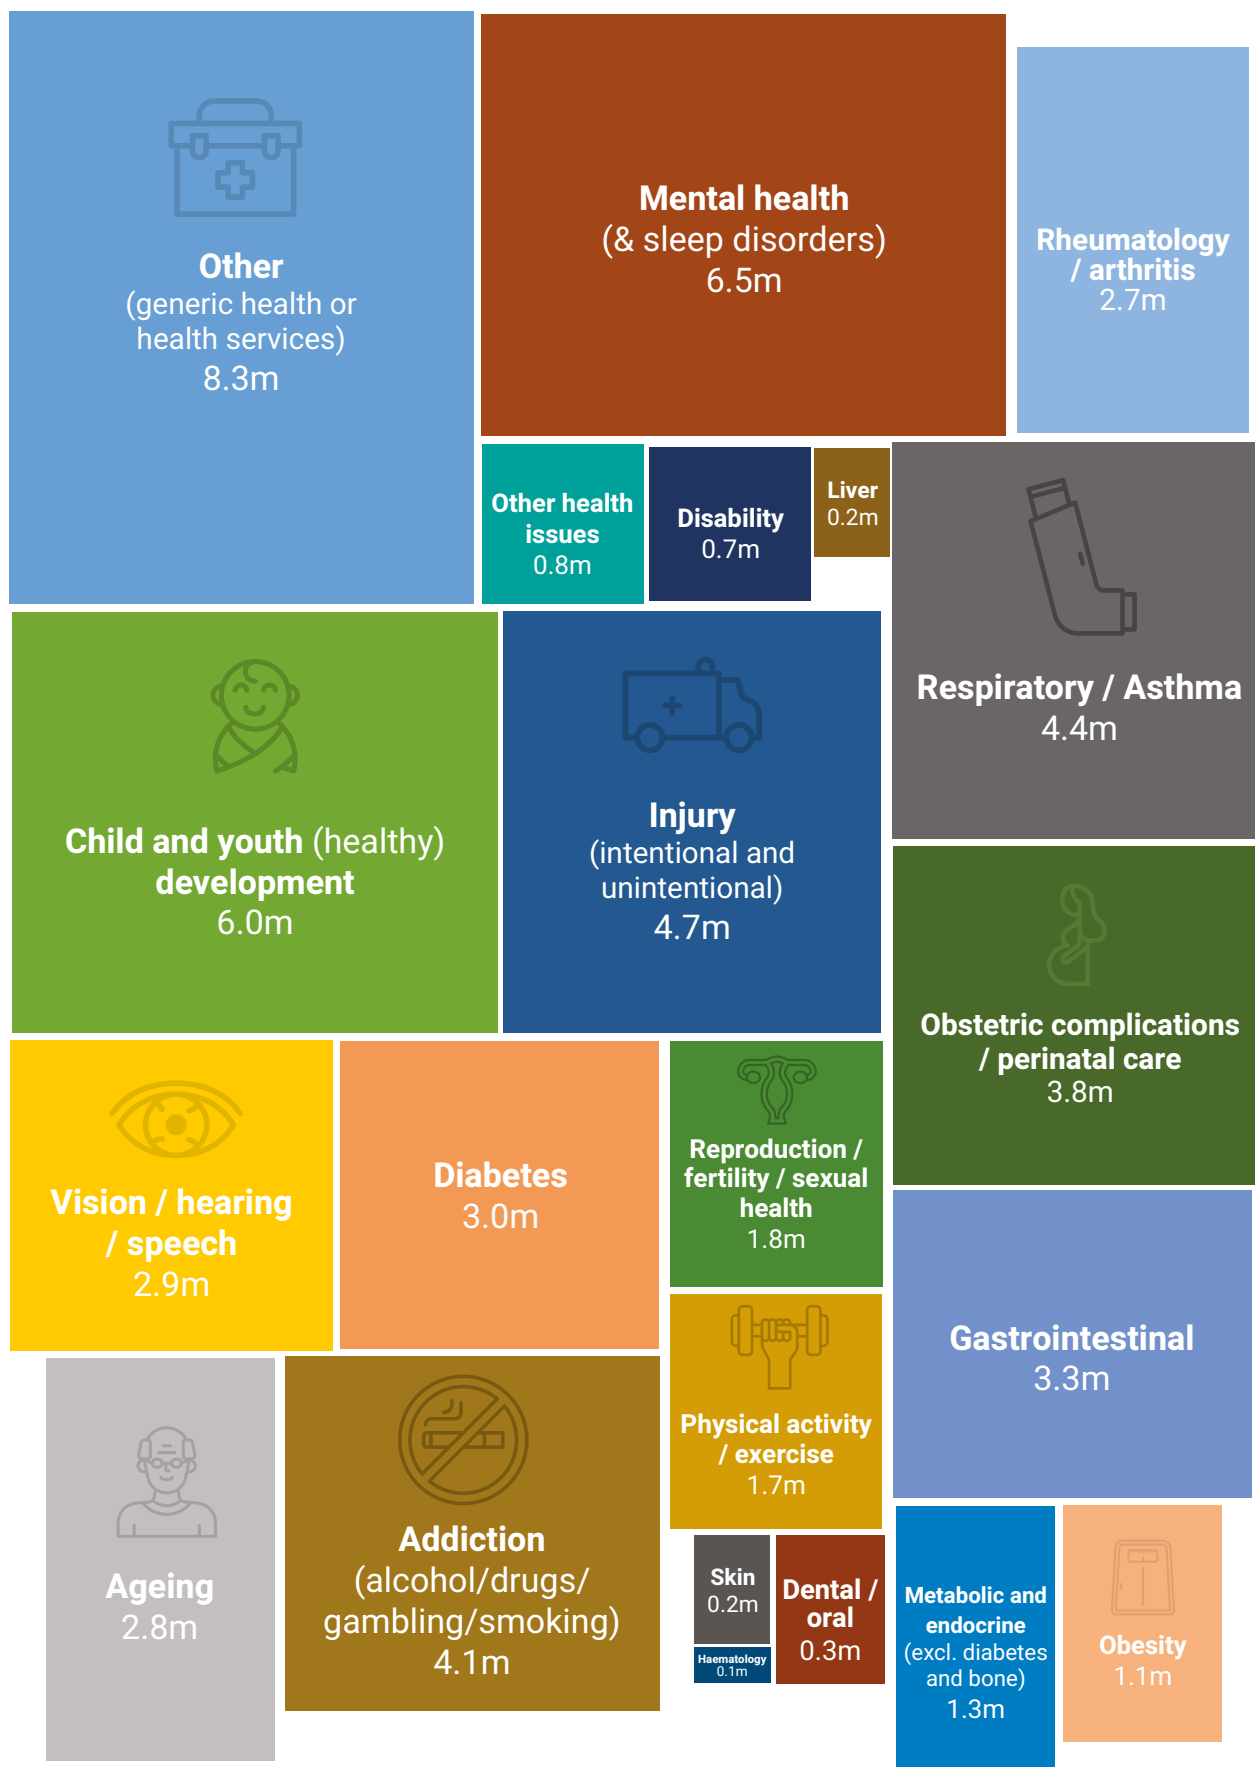 Other
(generic health or
health services)
8.3m
Mental health
(& sleep disorders)
6.5m
Rheumatology
/ arthritis
2.7m
Other health
issues
0.8m
Disability
0.7m
Liver
0.2m
Respiratory / Asthma
4.4m
Child and youth (healthy)
development
6.0m
Injury
(intentional and
unintentional)
4.7m
Obstetric complications
/ perinatal care
3.8m
Vision / hearing
/ speech
2.9m
Diabetes
3.0m
Reproduction /
fertility / sexual
health
1.8m
Gastrointestinal
3.3m
Physical activity
/ exercise
1.7m
Ageing
2.8m
Addiction
(alcohol/drugs/
gambling/smoking)
4.1m
Skin
0.2m
Haematology
0.1m
Dental /
oral
0.3m
Metabolic and
endocrine
(excl. diabetes
and bone)
1.3m
Obesity
1.1m